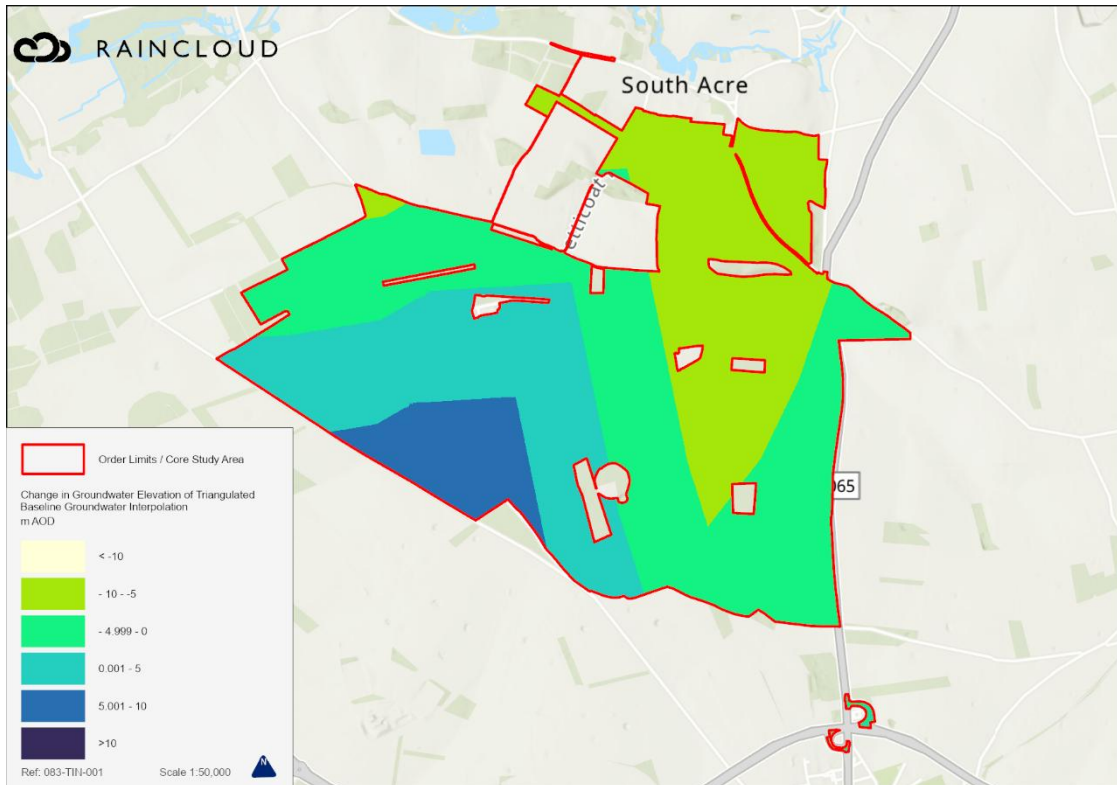 RAINCLOUD
South Acre
etticoat
065
Order Limits / Core Study Area
Change in Groundwater Elevation of Triangulated
Baseline Groundwater Interpolation
m AOD
< -10
- 10 - -5
- 4.999 - 0
0.001 - 5
5.001 - 10
>10
N
Ref: 083-TIN-001 Scale 1:50,000